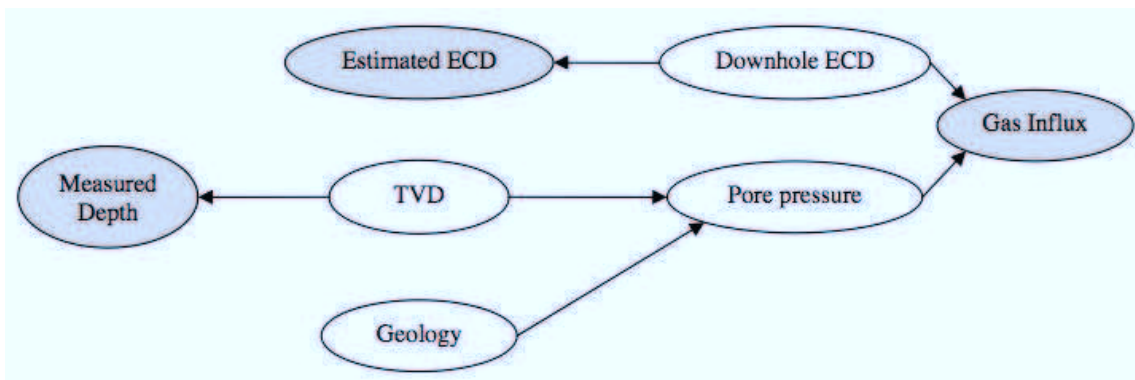 Estimated ECD
Downhole ECD
Gas Influx
Measured
Depth
TVD
Pore pressure
Geology